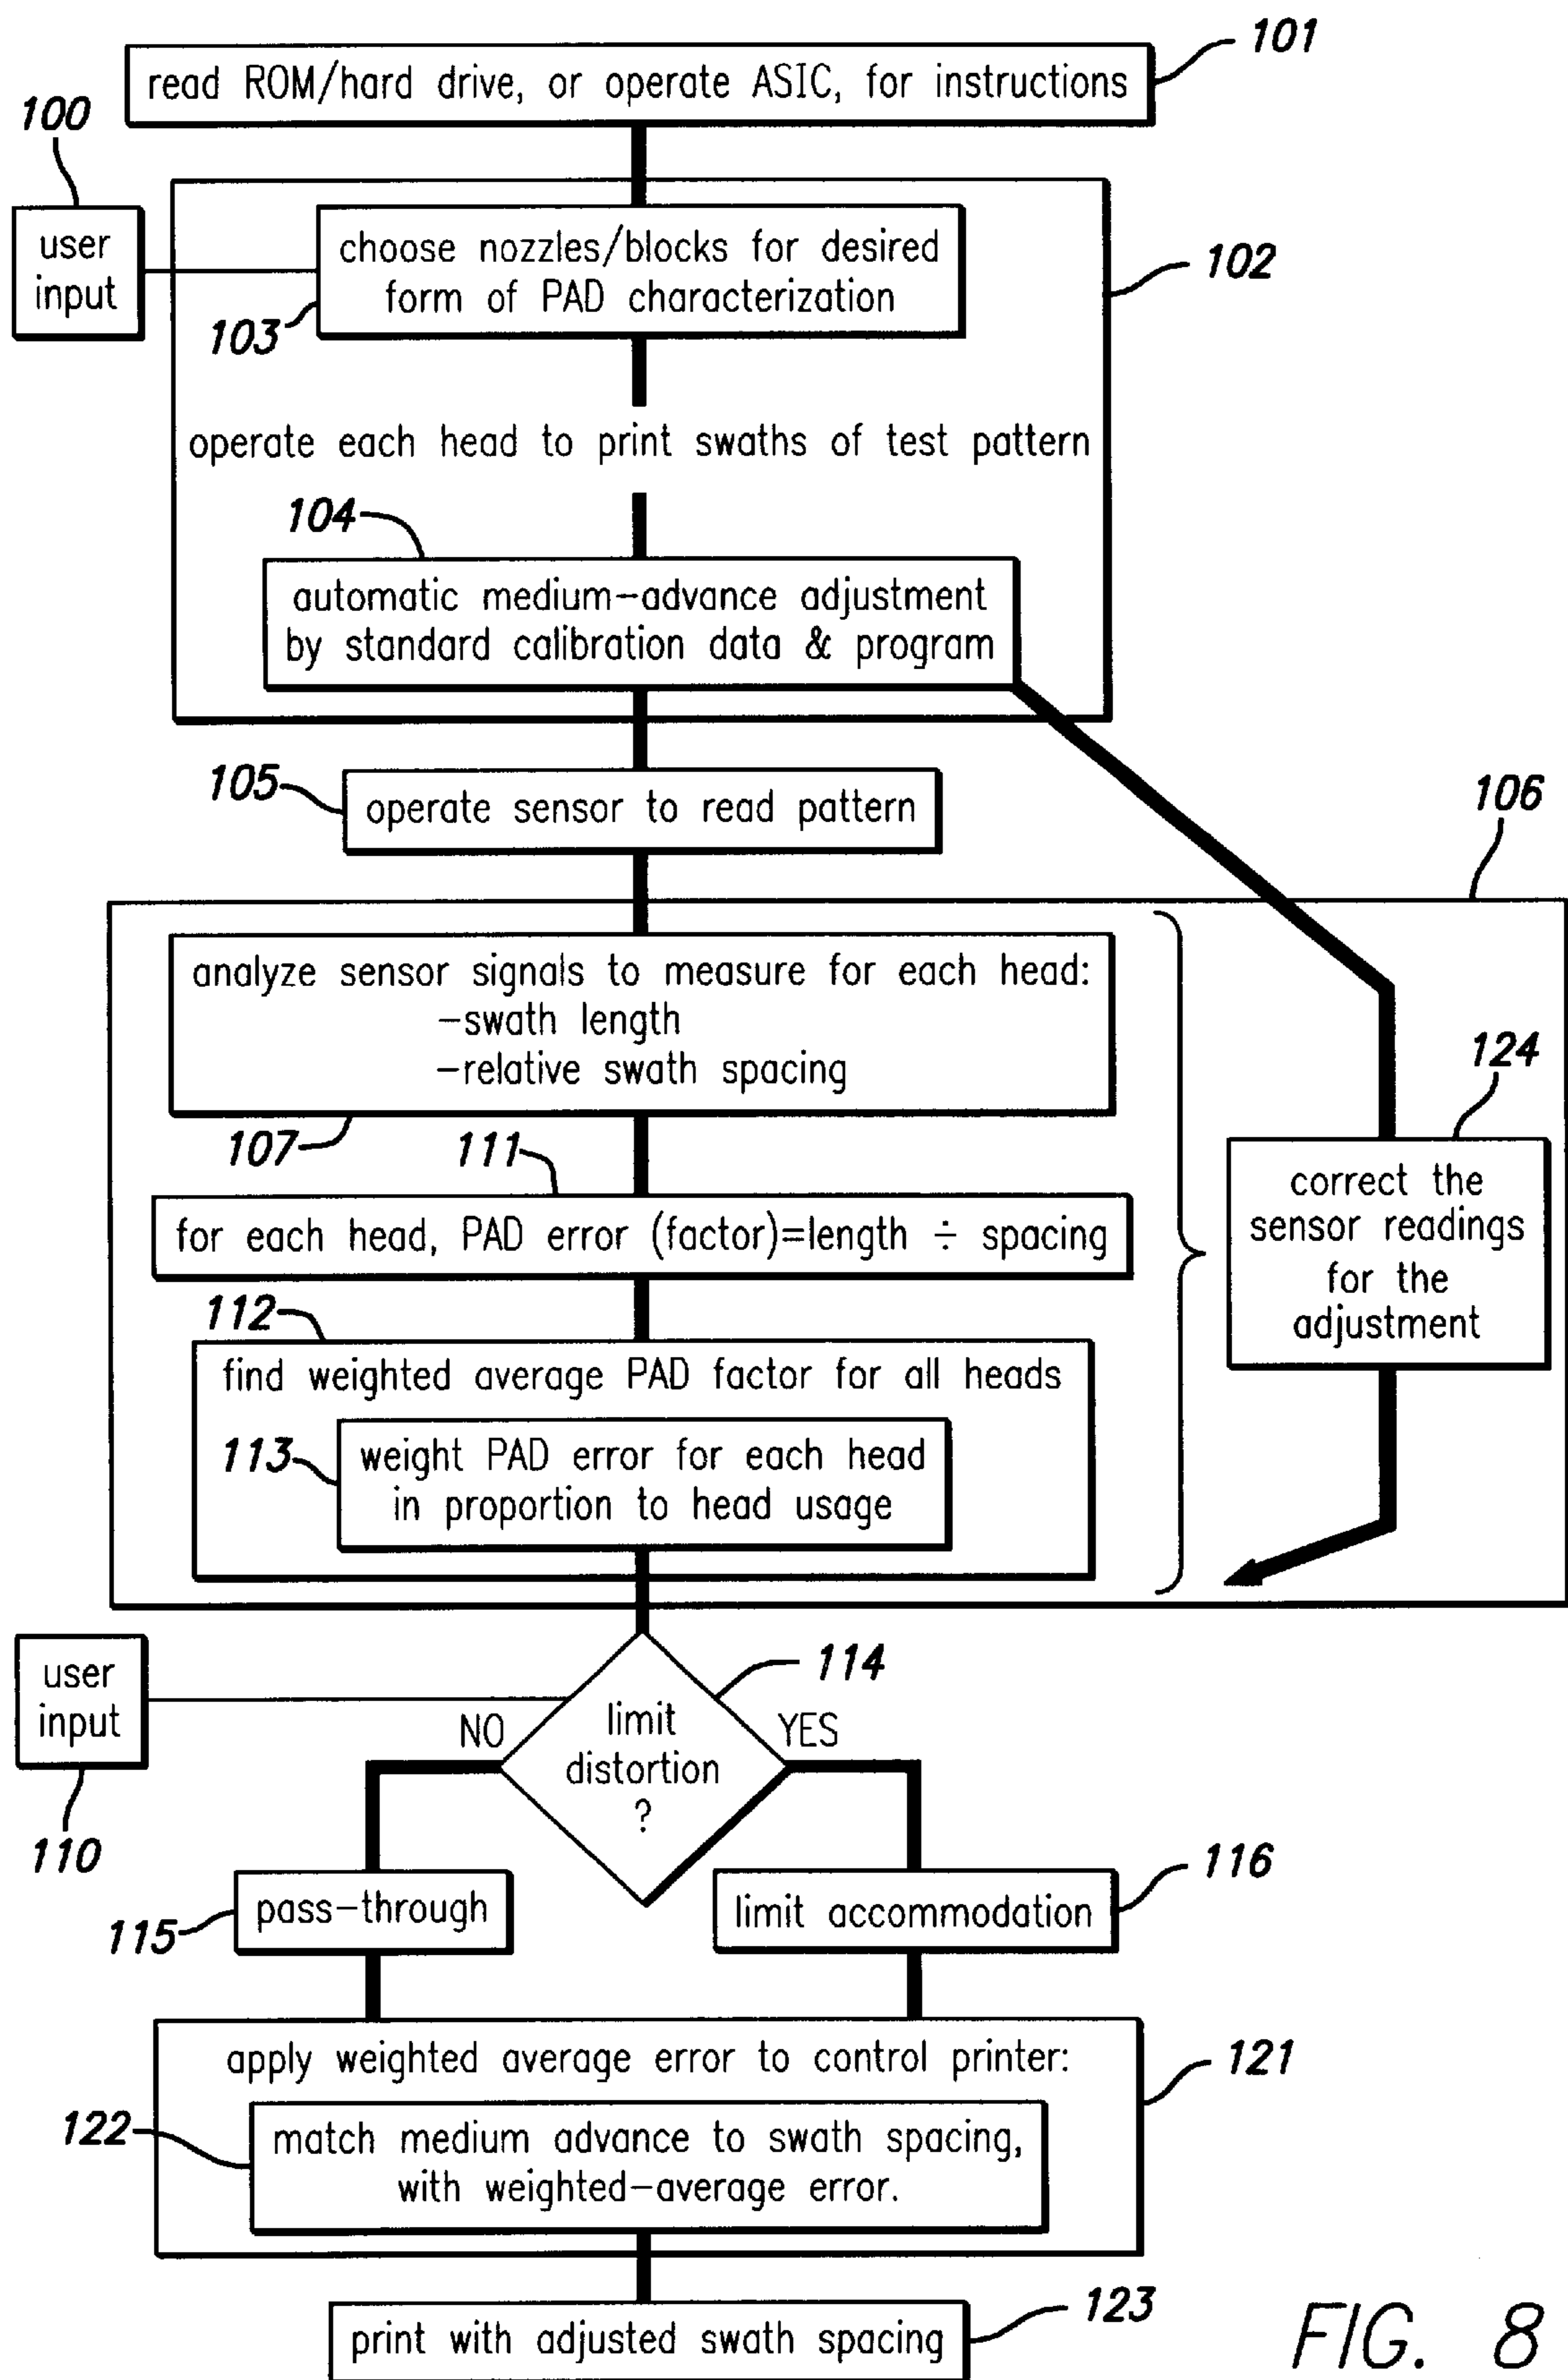 101
read ROM/hard drive, or operate ASIC, for instructions
100
user
input
choose nozzles/blocks for desired
form of PAD characterization
102
103
operate each head to print swaths of test pattern
104
automatic medium-advance adjustment
by standard calibration data & program
105
operate sensor to read pattern
106
analyze sensor signals to measure for each head:
-swath length
-relative swath spacing
107
111
124
correct the
sensor readings
for the
adjustment
for each head, PAD error (factor)=length ÷ spacing
112
find weighted average PAD factor for all heads
113
weight PAD error for each head
in proportion to head usage
user
input
110
114
NO
YES
limit
distortion
?
115
pass-through
116
limit accommodation
121
apply weighted average error to control printer:
122
match medium advance to swath spacing,
with weighted-average error.
123
print with adjusted swath spacing
FIG. 8